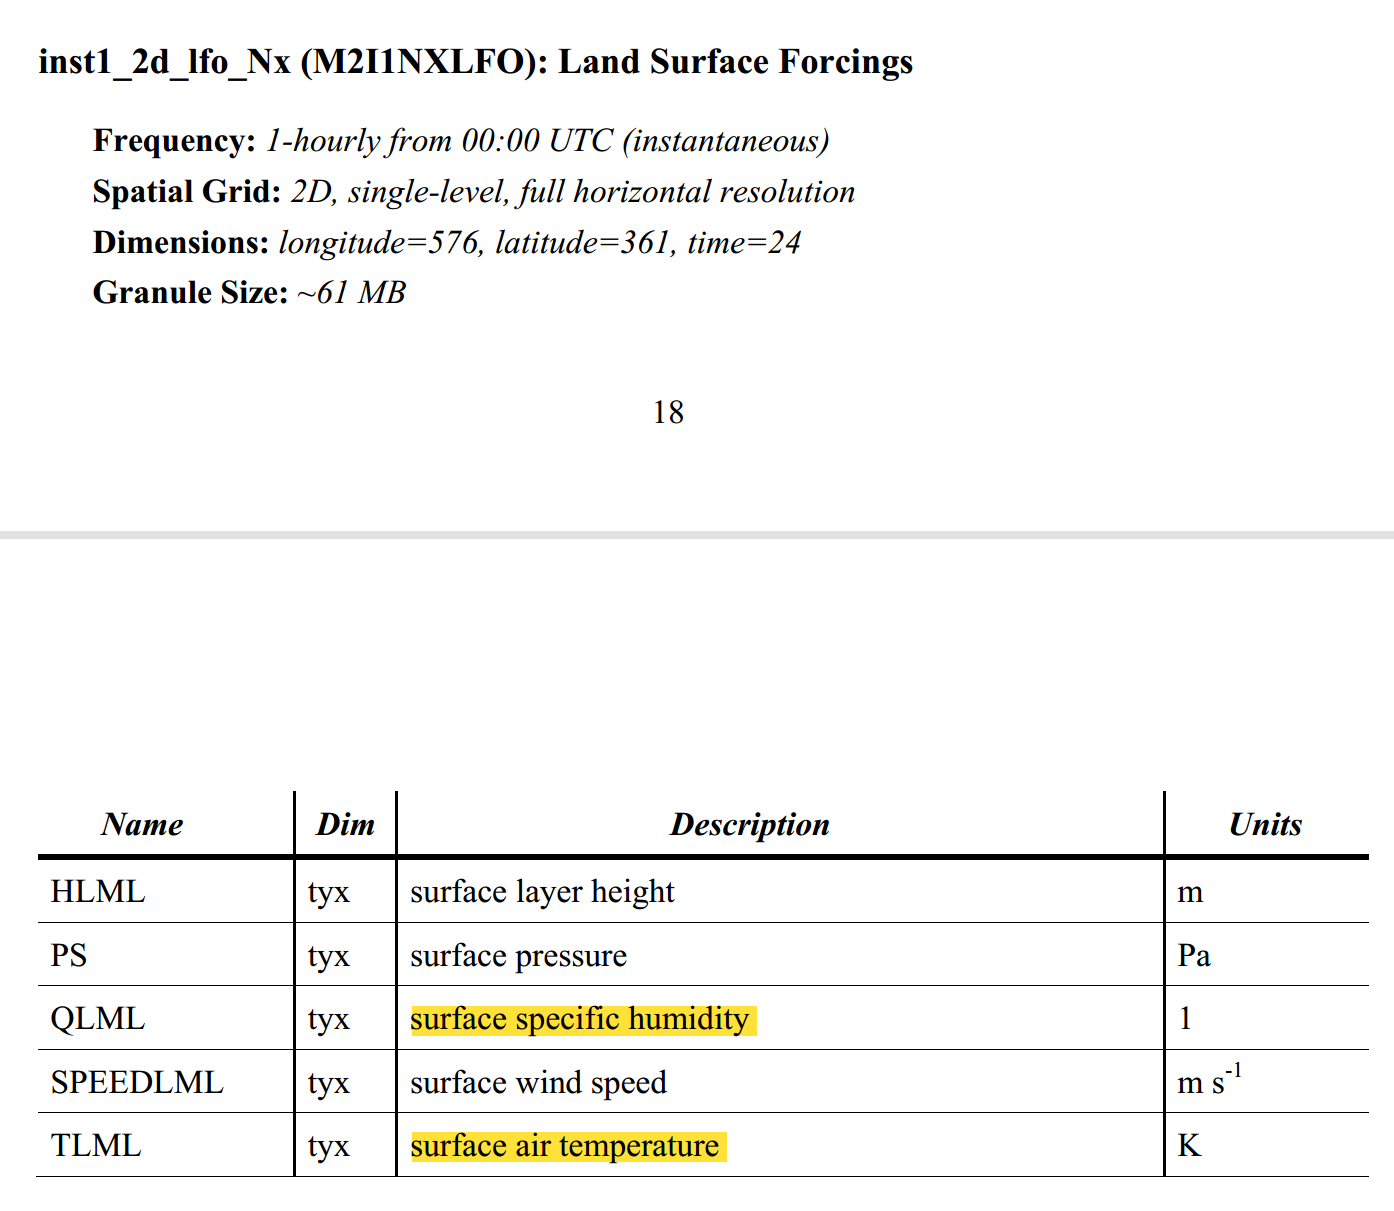 inst1_2d_lfo_Nx (M2I1NXLFO): Land Surface Forcings
Frequency: 1-hourly from 00:00 UTC (instantaneous)
Spatial Grid: 2D, single-level, full horizontal resolution
Dimensions: longitude=576, latitude=361, time=24
Granule Size: ~61 MB
18
Name Dim Description Units
HLML tyx surface layer height m
PS tyx surface pressure Pa
QLML tyx surface specific humidity 1
SPEEDLML tyx surface wind speed m s-1
TLML tyx surface air temperature K